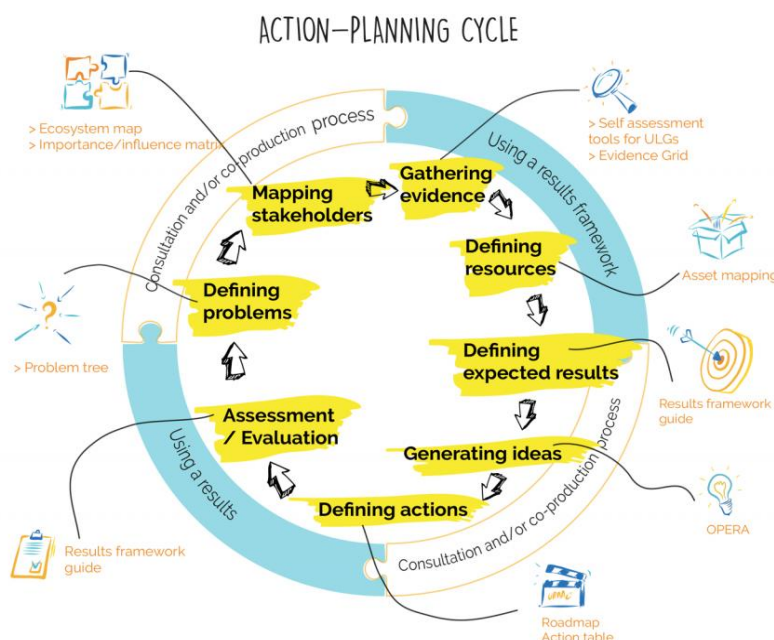 ACTION–PLANNING CYCLE
> Ecosystem map
> Importance/influence matrix
Consultation and/or co-production process
> Self assessment
tools for ULGs
> Evidence Grid
Using a results framework
Mapping
stakeholders
Gathering
evidence
Defining
resources
Asset mapping
Defining
problems
> Problem tree
Defining
expected results
Results framework
guide
Assessment
/ Evaluation
Generating ideas
Using a results
Defining actions
Consultation and/or co-production process
OPERA
Results framework
guide
Roadmap
Action table